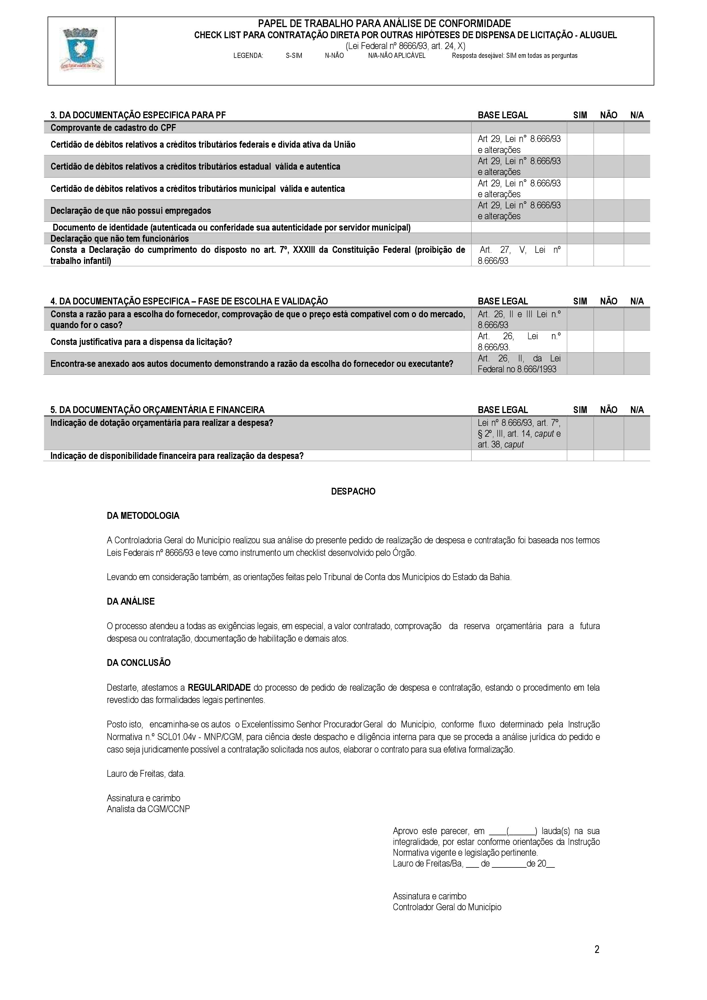 PAPEL DE TRABALHO PARA ANÁLISE DE CONFORMIDADE
CHECK LIST PARA CONTRATAÇÃO DIRETA POR OUTRAS HIPÓTESES DE DISPENSA DE LICITAÇÃO - ALUGUEL
(Lei Federal nº 8666/93, art. 24, X)
LEGENDA: S-SIM N-NÃO N/A-NÃO APLICÁVEL Resposta desejável: SIM em todas as perguntas
3. DA DOCUMENTAÇÃO ESPECIFICA PARA PF BASE LEGAL SIM NÃO N/A
Comprovante de cadastro do CPF
Certidão de débitos relativos a créditos tributários federais e dívida ativa da União Art 29, Lei n° 8.666/93
e alterações
Certidão de débitos relativos a créditos tributários estadual válida e autentica Art 29, Lei n° 8.666/93
e alterações
Certidão de débitos relativos a créditos tributários municipal válida e autentica Art 29, Lei n° 8.666/93
e alterações
Declaração de que não possui empregados Art 29, Lei n° 8.666/93
e alterações
Documento de identidade (autenticada ou conferidade sua autenticidade por servidor municipal)
Declaração que não tem funcionários
Consta a Declaração do cumprimento do disposto no art. 7º, XXXIII da Constituição Federal (proibição de Art. 27, V, Lei nº
trabalho infantil) 8.666/93
4. DA DOCUMENTAÇÃO ESPECIFICA – FASE DE ESCOLHA E VALIDAÇÃO BASE LEGAL SIM NÃO N/A
Consta a razão para a escolha do fornecedor, comprovação de que o preço está compatível com o do mercado, Art. 26, II e III Lei n.º
quando for o caso? 8.666/93
Consta justificativa para a dispensa da licitação? Art. 26, Lei n.º
8.666/93.
Encontra-se anexado aos autos documento demonstrando a razão da escolha do fornecedor ou executante? Art. 26, II, da Lei
Federal no 8.666/1993
5. DA DOCUMENTAÇÃO ORÇAMENTÁRIA E FINANCEIRA BASE LEGAL SIM NÃO N/A
Indicação de dotação orçamentária para realizar a despesa? Lei nº 8.666/93, art. 7º,
§ 2º, III, art. 14, caput e
art. 38, caput
Indicação de disponibilidade financeira para realização da despesa?
DESPACHO
DA METODOLOGIA
A Controladoria Geral do Município realizou sua análise do presente pedido de realização de despesa e contratação foi baseada nos termos
Leis Federais nº 8666/93 e teve como instrumento um checklist desenvolvido pelo Órgão.
Levando em consideração também, as orientações feitas pelo Tribunal de Conta dos Municípios do Estado da Bahia.
DA ANÁLISE
O processo atendeu a todas as exigências legais, em especial, a valor contratado, comprovação da reserva orçamentária para a futura
despesa ou contratação, documentação de habilitação e demais atos.
DA CONCLUSÃO
Destarte, atestamos a REGULARIDADE do processo de pedido de realização de despesa e contratação, estando o procedimento em tela
revestido das formalidades legais pertinentes.
Posto isto, encaminha-se os autos o Excelentíssimo Senhor Procurador Geral do Município, conforme fluxo determinado pela Instrução
Normativa n.º SCL01.04v - MNP/CGM, para ciência deste despacho e diligência interna para que se proceda a análise jurídica do pedido e
caso seja juridicamente possível a contratação solicitada nos autos, elaborar o contrato para sua efetiva formalização.
Lauro de Freitas, data.
Assinatura e carimbo
Analista da CGM/CCNP
Aprovo este parecer, em ____(______) lauda(s) na sua
integralidade, por estar conforme orientações da Instrução
Normativa vigente e legislação pertinente.
Lauro de Freitas/Ba, ___ de ________de 20__
Assinatura e carimbo
Controlador Geral do Município
2